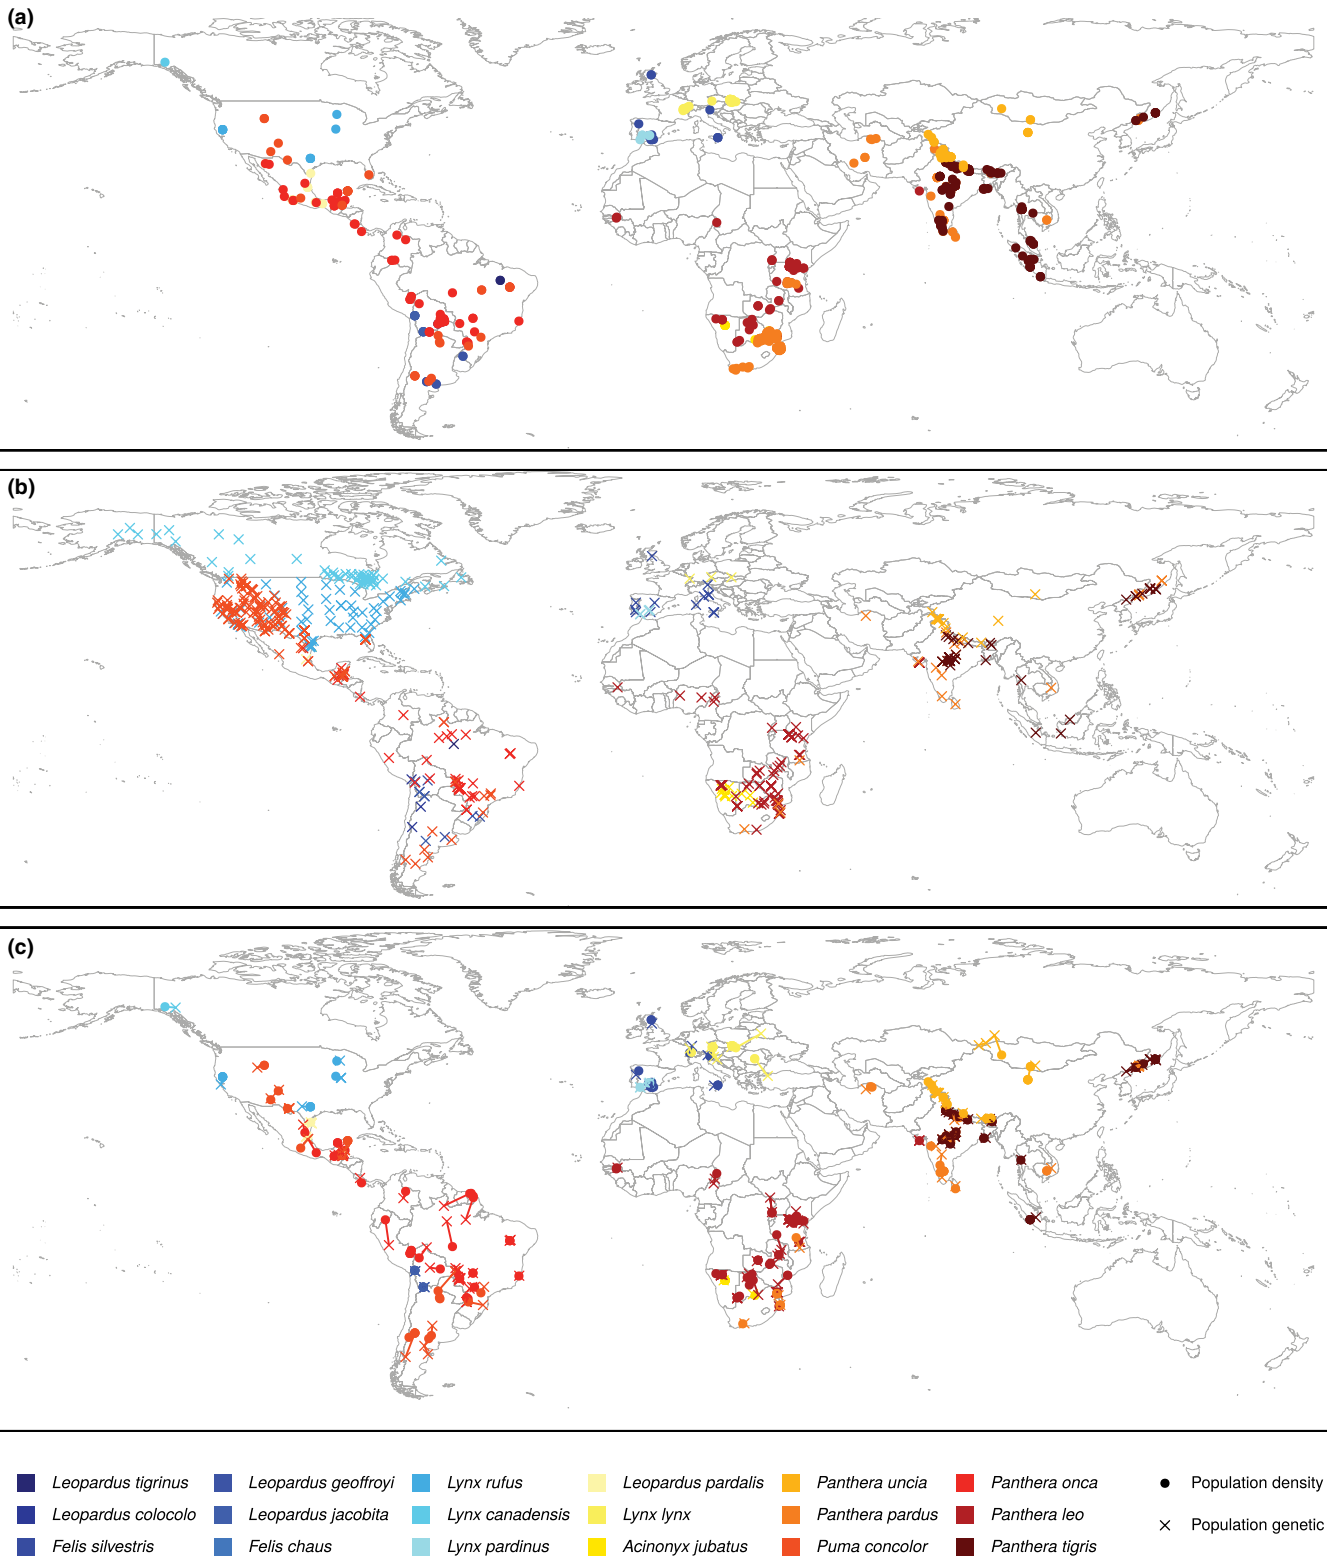 (a)
(b)
(c)
Leopardus tigrinus
Leopardus geoffroyi
Lynx rufus
Leopardus pardalis
Panthera uncia
Panthera onca
Population density
Leopardus colocolo
Leopardus jacobita
Lynx canadensis
Lynx lynx
Panthera pardus
Panthera leo
Population genetic
Felis silvestris
Felis chaus
Lynx pardinus
Acinonyx jubatus
Puma concolor
Panthera tigris